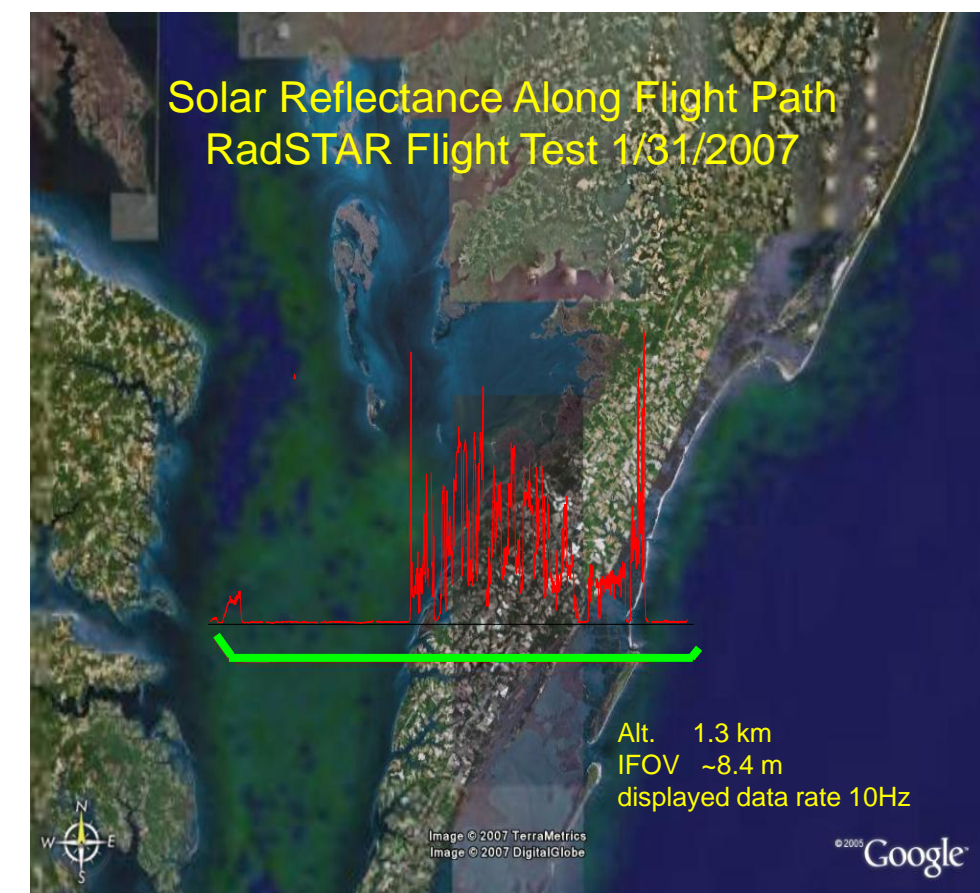 Solar Reflectance Along Flight Path
RadSTAR Flight Test 1/31/2007
Alt. 1.3 km
IFOV ~8.4 m
displayed data rate 10Hz
N
W E
S
Image © 2007 TerraMetrics
Image © 2007 DigitalGlobe
©2005 Google